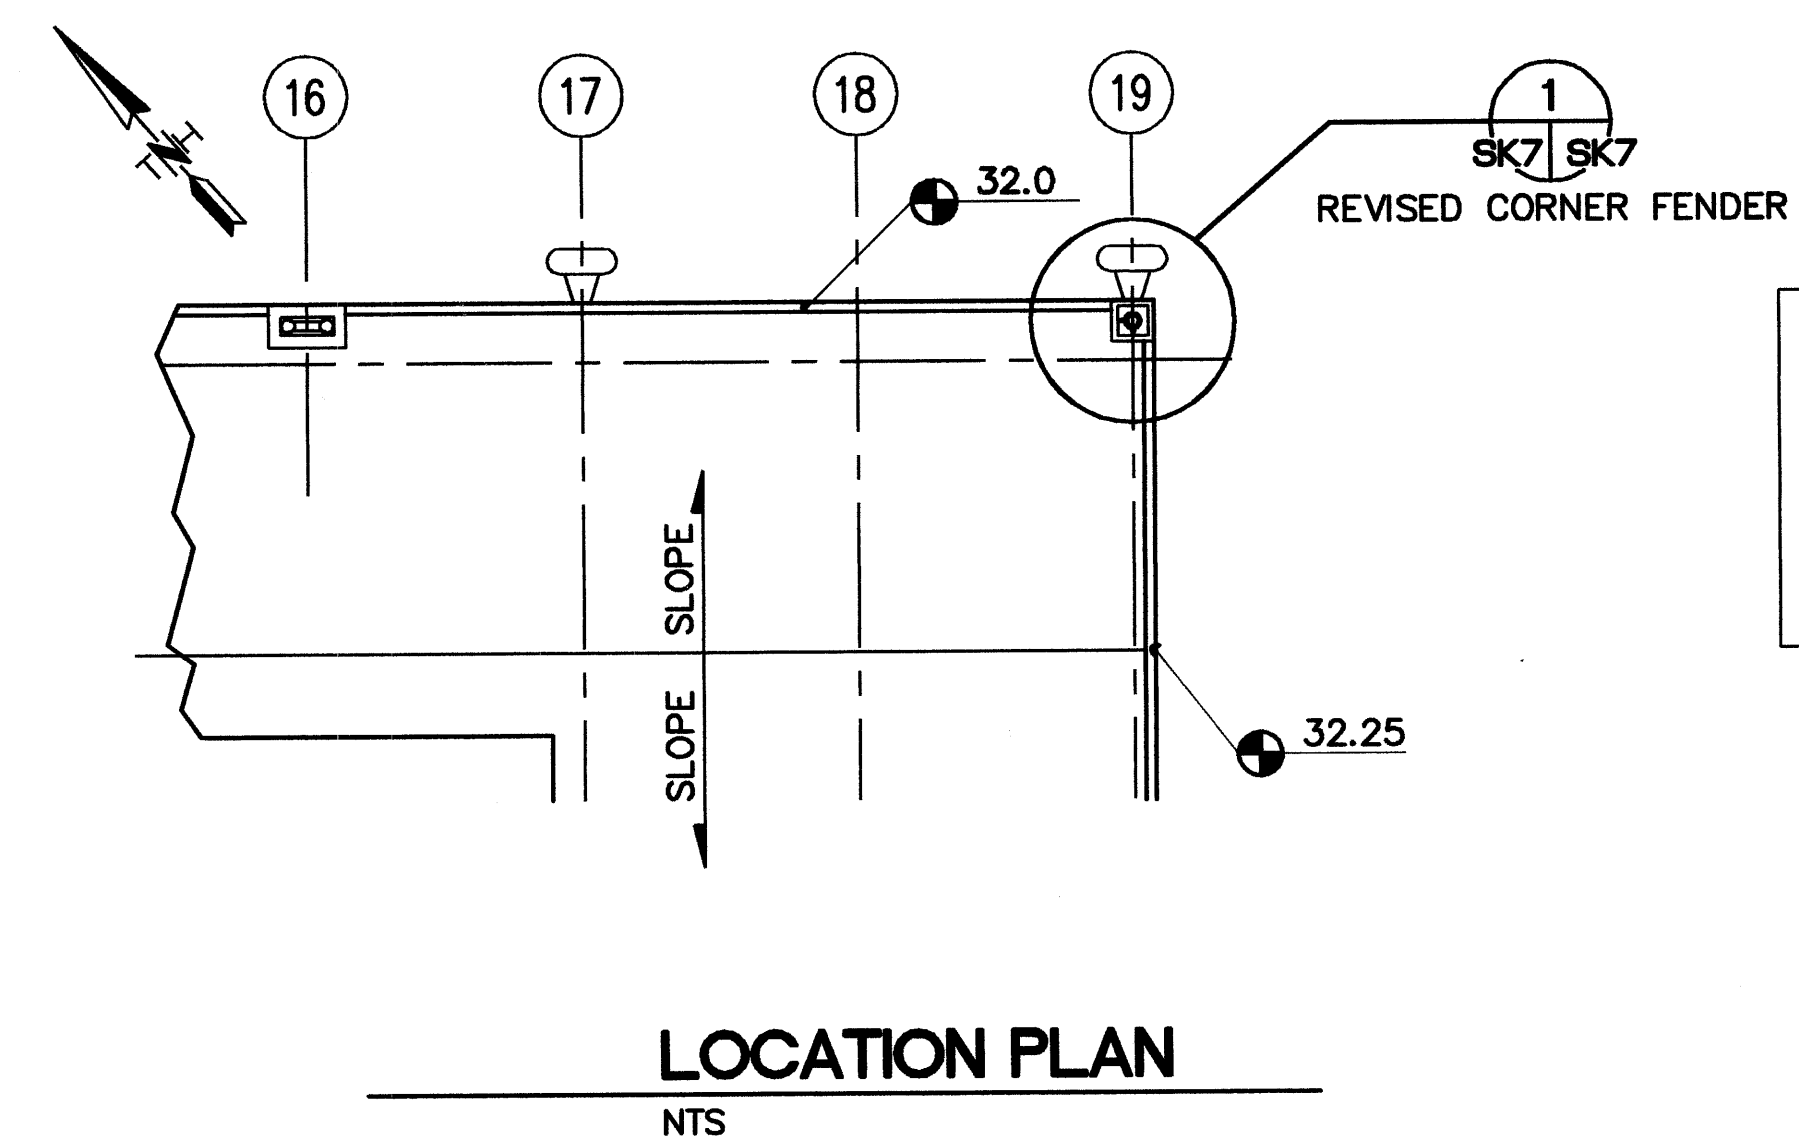 16
17
18
19
1
SK7 SK7
REVISED CORNER FENDER
N
32.0
SLOPE
SLOPE
32.25
LOCATION PLAN
NTS